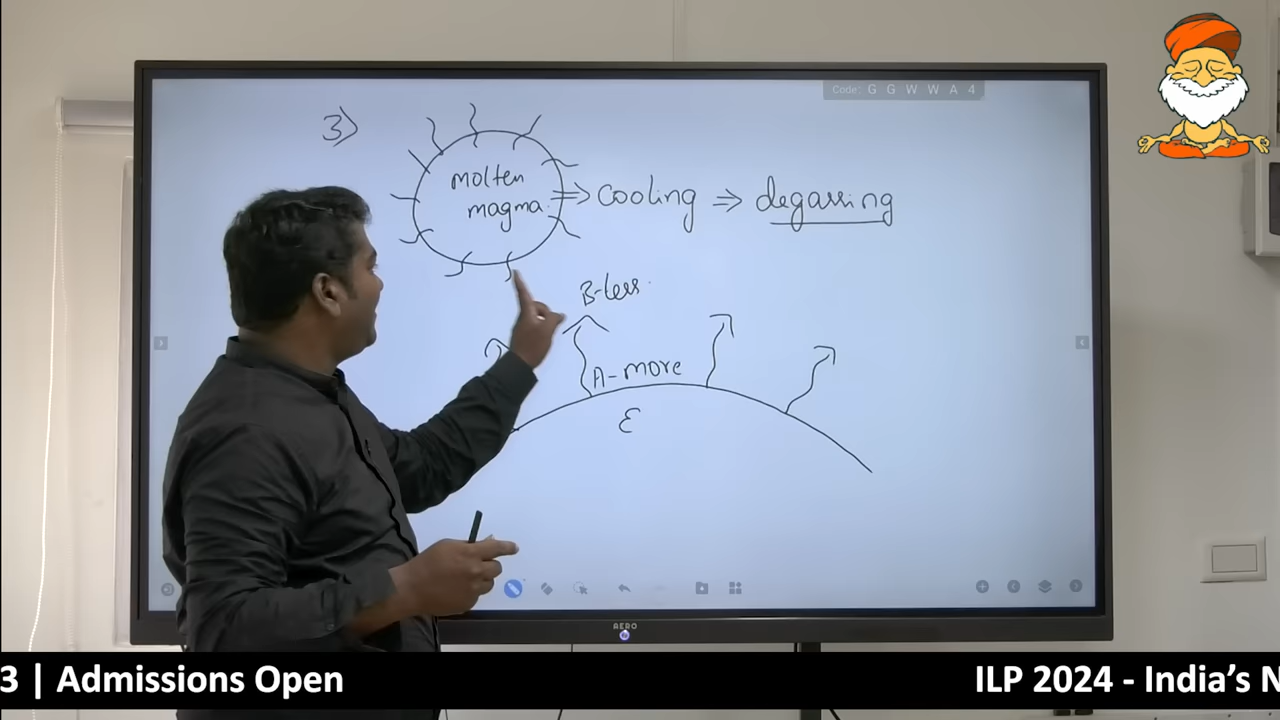 Code: G G W W A 4
3)
molten
magma. ⇒ cooling ⇒ degassing
B-less.
A-more
E
AERO
3 | Admissions Open
ILP 2024 - India's N